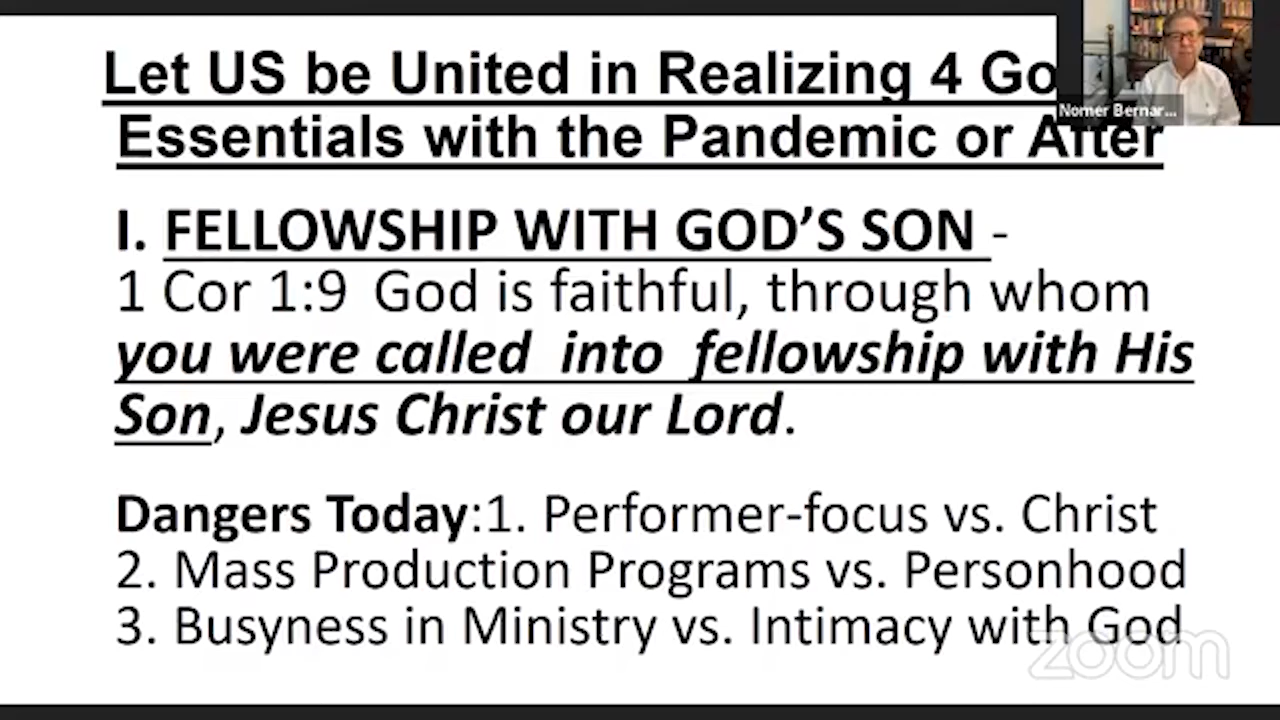 Let US be United in Realizing 4 Go
Essentials with the Pandemic or After
I. FELLOWSHIP WITH GOD'S SON -
1 Cor 1:9 God is faithful, through whom
you were called into fellowship with His
Son, Jesus Christ our Lord.
Dangers Today:1. Performer-focus vs. Christ
2. Mass Production Programs vs. Personhood
3. Busyness in Ministry vs. Intimacy with God
Nomer Bernar...
zoom